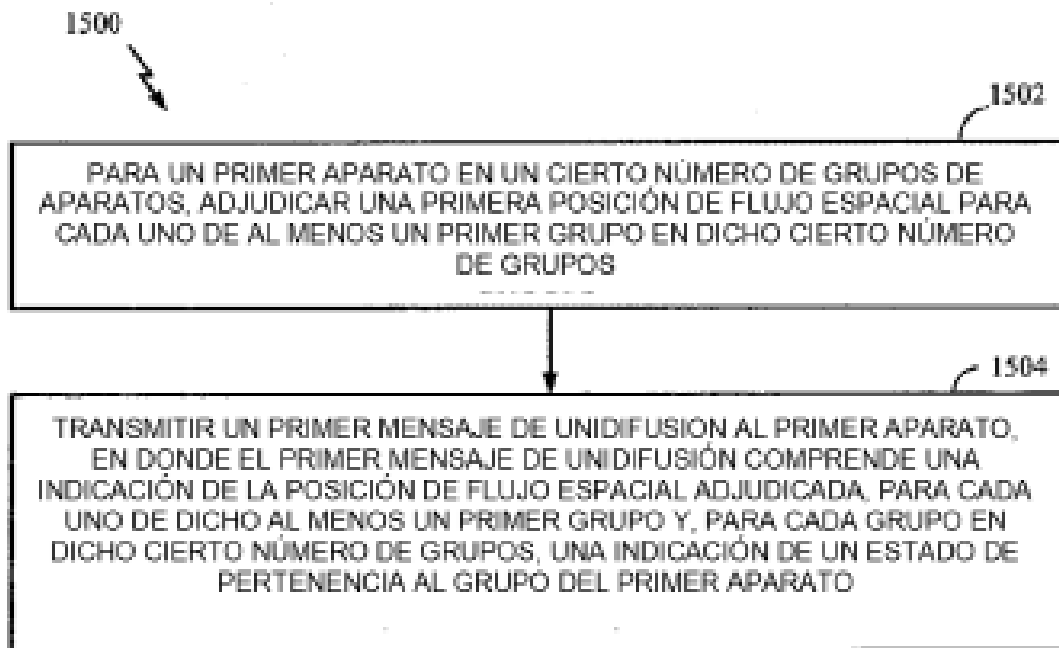 1500
1502
PARA UN PRIMER APARATO EN UN CIERTO NÚMERO DE GRUPOS DE
APARATOS, ADJUDICAR UNA PRIMERA POSICIÓN DE FLUJO ESPACIAL PARA
CADA UNO DE AL MENOS UN PRIMER GRUPO EN DICHO CIERTO NÚMERO
DE GRUPOS
1504
TRANSMITIR UN PRIMER MENSAJE DE UNIDIFUSION AL PRIMER APARATO,
EN DONDE EL PRIMER MENSAJE DE UNIDIFUSIÓN COMPRENDE UNA
INDICACIÓN DE LA POSICIÓN DE FLUJO ESPACIAL ADJUDICADA, PARA CADA
UNO DE DICHO AL MENOS UN PRIMER GRUPO Y, PARA CADA GRUPO EN
DICHO CIERTO NÚMERO DE GRUPOS, UNA INDICACIÓN DE UN ESTADO DE
PERTENENCIA AL GRUPO DEL PRIMER APARATO